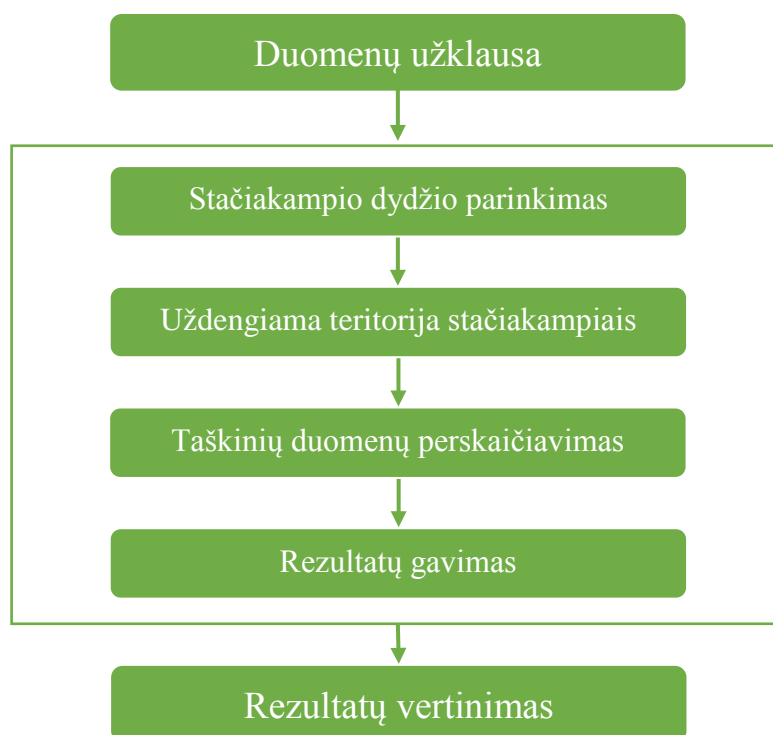 Duomenų užklausa
Stačiakampio dydžio parinkimas
Uždengiama teritorija stačiakampiais
Taškinių duomenų perskaičiavimas
Rezultatų gavimas
Rezultatų vertinimas